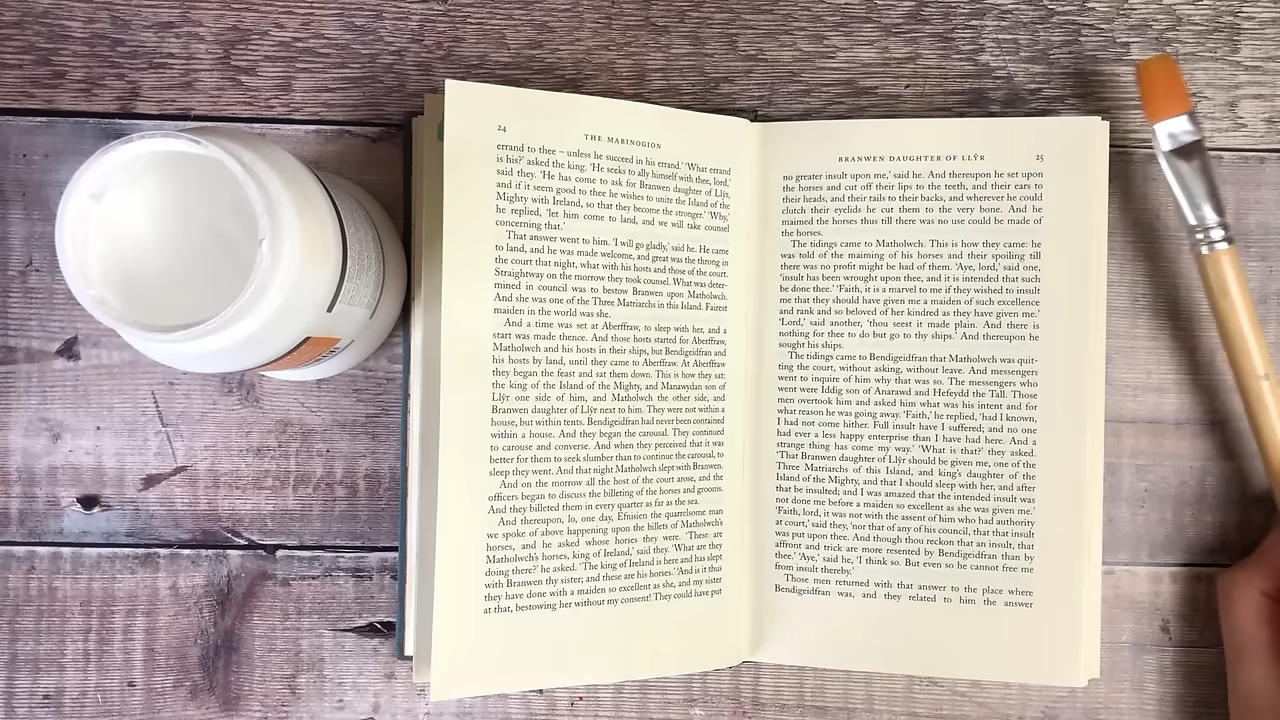 24
THE MABINOGION
errand to thee – unless he succeed in his errand.' 'What errand
is his?' asked the king. 'He seeks to ally himself with thee, lord,'
said they. 'He has come to ask for Branwen daughter of Llŷr,
and if it seem good to thee he wishes to unite the Island of the
Mighty with Ireland, so that they become the stronger.' 'Why,'
he replied, 'let him come to land, and we will take counsel
concerning that.'
That answer went to him. 'I will go gladly,' said he. He came
to land, and he was made welcome, and great was the throng in
the court that night, what with his hosts and those of the court.
Straightway on the morrow they took counsel. What was deter-
mined in council was to bestow Branwen upon Matholwch.
And she was one of the Three Matriarchs in this Island. Fairest
maiden in the world was she.
And a time was set at Aberffraw, to sleep with her, and a
start was made thence. And those hosts started for Aberffraw,
Matholwch and his hosts in their ships, but Bendigeidfran and
his hosts by land, until they came to Aberffraw. At Aberffraw
they began the feast and sat them down. This is how they sat:
the king of the Island of the Mighty, and Manawydan son of
Llŷr one side of him, and Matholwch the other side, and
Branwen daughter of Llŷr next to him. They were not within a
house, but within tents. Bendigeidfran had never been contained
within a house. And they began the carousal. They continued
to carouse and converse. And when they perceived that it was
better for them to seek slumber than to continue the carousal, to
sleep they went. And that night Matholwch slept with Branwen.
And on the morrow all the host of the court arose, and the
officers began to discuss the billeting of the horses and grooms.
And they billeted them in every quarter as far as the sea.
And thereupon, lo, one day, Efnisien the quarrelsome man
we spoke of above happening upon the billets of Matholwch's
horses, and he asked whose horses they were. 'These are
Matholwch's horses, king of Ireland,' said they. 'What are they
doing there?' he asked. 'The king of Ireland is here and has slept
with Branwen thy sister; and these are his horses.' 'And is it thus
they have done with a maiden so excellent as she, and my sister
at that, bestowing her without my consent! They could have put
BRANWEN DAUGHTER OF LLŶR
25
no greater insult upon me,' said he. And thereupon he set upon
the horses and cut off their lips to the teeth, and their ears to
their heads, and their tails to their backs, and wherever he could
clutch their eyelids he cut them to the very bone. And he
maimed the horses thus till there was no use could be made of
the horses.
The tidings came to Matholwch. This is how they came: he
was told of the maiming of his horses and their spoiling till
there was no profit might be had of them. 'Aye, lord,' said one,
'insult has been wrought upon thee, and it is intended that such
be done thee.' 'Faith, it is a marvel to me if they wished to insult
me that they should have given me a maiden of such excellence
and rank and so beloved of her kindred as they have given me.'
'Lord,' said another, 'thou seest it made plain. And there is
nothing for thee to do but go to thy ships.' And thereupon he
sought his ships.
The tidings came to Bendigeidfran that Matholwch was quit-
ting the court, without asking, without leave. And messengers
went to inquire of him why that was so. The messengers who
went were Iddig son of Anarawd and Hefeydd the Tall. Those
men overtook him and asked him what was his intent and for
what reason he was going away. 'Faith,' he replied, 'had I known,
I had not come hither. Full insult have I suffered; and no one
had ever a less happy enterprise than I have had here. And a
strange thing has come my way.' 'What is that?' they asked.
'That Branwen daughter of Llŷr should be given me, one of the
Three Matriarchs of this Island, and king's daughter of the
Island of the Mighty, and that I should sleep with her, and after
that be insulted; and I was amazed that the intended insult was
not done me before a maiden so excellent as she was given me.'
'Faith, lord, it was not with the assent of him who had authority
at court,' said they, 'nor that of any of his council, that that insult
was put upon thee. And though thou reckon that an insult, that
affront and trick are more resented by Bendigeidfran than by
thee.' 'Aye,' said he, 'I think so. But even so he cannot free me
from insult thereby.'
Those men returned with that answer to the place where
Bendigeidfran was, and they related to him the answer